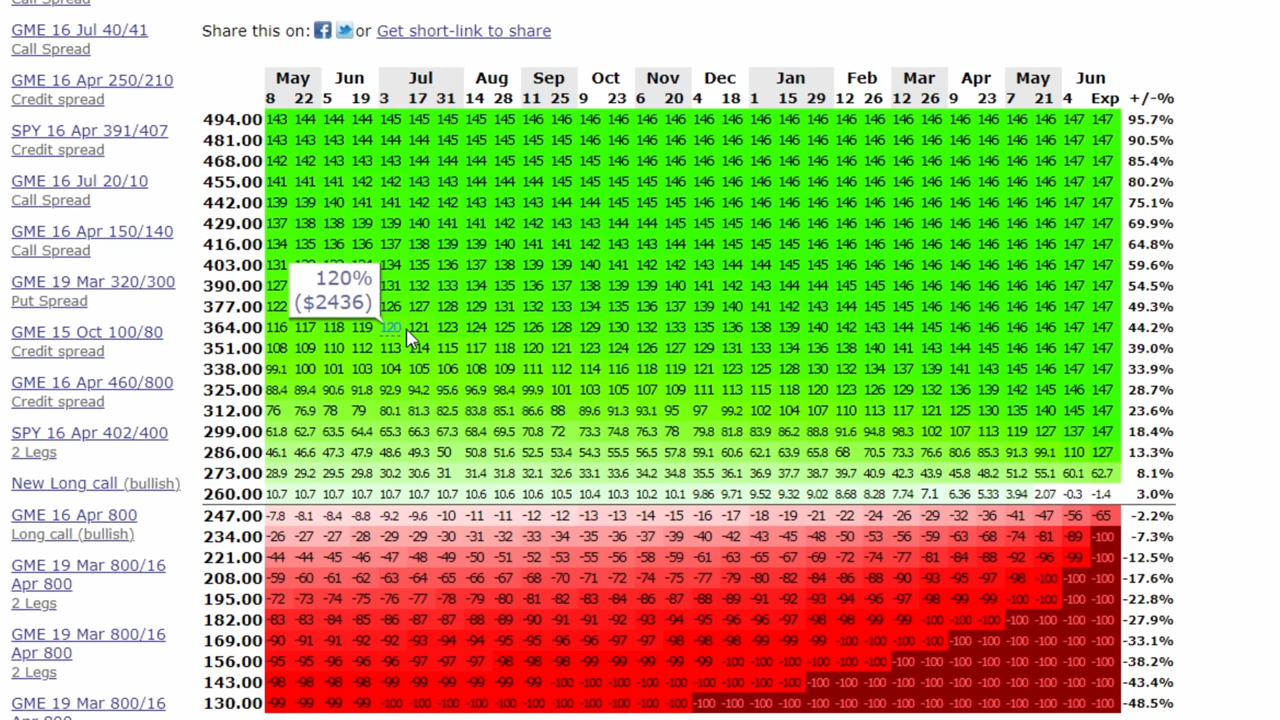 Call Spread
GME 16 Jul 40/41
Call Spread
GME 16 Apr 250/210
Credit spread
SPY 16 Apr 391/407
Credit spread
GME 16 Jul 20/10
Call Spread
GME 16 Apr 150/140
Call Spread
GME 19 Mar 320/300
Put Spread
GME 15 Oct 100/80
Credit spread
GME 16 Apr 460/800
Credit spread
SPY 16 Apr 402/400
2 Legs
New Long call (bullish)
GME 16 Apr 800
Long call (bullish)
GME 19 Mar 800/16
Apr 800
2 Legs
GME 19 Mar 800/16
Apr 800
2 Legs
GME 19 Mar 800/16
Share this on: or Get short-link to share
May Jun Jul Aug Sep Oct Nov Dec Jan Feb Mar Apr May Jun
8 22 5 19 3 17 31 14 28 11 25 9 23 6 20 4 18 1 15 29 12 26 12 26 9 23 7 21 4 Exp +/-%
494.00 143 144 144 144 145 145 145 145 146 146 146 146 146 146 146 146 146 146 146 146 146 146 146 146 146 146 146 146 147 147 95.7%
481.00 143 143 143 144 144 144 145 145 145 145 145 146 146 146 146 146 146 146 146 146 146 146 146 146 146 146 146 146 147 147 90.5%
468.00 142 142 143 143 143 144 144 144 145 145 145 145 145 146 146 146 146 146 146 146 146 146 146 146 146 146 146 146 147 147 85.4%
455.00 141 141 141 142 142 143 143 144 144 144 145 145 145 145 146 146 146 146 146 146 146 146 146 146 146 146 146 146 147 147 80.2%
442.00 139 139 140 141 141 142 142 143 143 143 144 144 145 145 145 145 146 146 146 146 146 146 146 146 146 146 146 146 147 147 75.1%
429.00 137 138 138 139 139 140 141 141 142 142 143 143 144 144 145 145 145 146 146 146 146 146 146 146 146 146 146 146 147 147 69.9%
416.00 134 135 136 136 137 138 139 139 140 141 141 142 143 143 144 144 145 145 145 146 146 146 146 146 146 146 146 146 147 147 64.8%
403.00 134 135 136 137 138 139 139 140 141 142 142 143 144 144 145 145 145 146 146 146 146 146 146 146 147 147 59.6%
390.00 131 132 133 134 135 136 137 138 139 139 140 141 142 143 143 144 145 145 146 146 146 146 146 146 147 147 54.5%
377.00 126 127 128 129 131 132 133 134 135 136 137 139 140 141 142 143 144 145 145 146 146 146 146 146 147 147 49.3%
364.00 116 117 118 119 120 121 123 124 125 126 128 129 130 132 133 135 136 138 139 140 142 143 144 145 146 146 146 146 147 147 44.2%
351.00 108 109 110 112 113 114 115 117 118 120 121 123 124 126 127 129 131 133 134 136 138 140 141 143 144 145 146 146 147 147 39.0%
338.00 99.1 100 101 103 104 105 106 108 109 111 112 114 116 118 119 121 123 125 128 130 132 134 137 139 141 143 145 146 147 147 33.9%
325.00 88.4 89.4 90.6 91.8 92.9 94.2 95.6 96.9 98.4 99.9 101 103 105 107 109 111 113 115 118 120 123 126 129 132 136 139 142 145 146 147 28.7%
312.00 76 76.9 78 79 80.1 81.3 82.5 83.8 85.1 86.6 88 89.6 91.3 93.1 95 97 99.2 102 104 107 110 113 117 121 125 130 135 140 145 147 23.6%
299.00 61.8 62.7 63.5 64.4 65.3 66.3 67.3 68.4 69.5 70.8 72 73.3 74.8 76.3 78 79.8 81.8 83.9 86.2 88.8 91.6 94.8 98.3 102 107 113 119 127 137 147 18.4%
286.00 46.1 46.6 47.3 47.9 48.6 49.3 50 50.8 51.6 52.5 53.4 54.3 55.5 56.5 57.8 59.1 60.6 62.1 63.9 65.8 68 70.5 73.3 76.6 80.6 85.3 91.3 99.1 110 127 13.3%
273.00 28.9 29.2 29.5 29.8 30.2 30.6 31 31.4 31.8 32.1 32.6 33.1 33.6 34.2 34.8 35.5 36.1 36.9 37.7 38.7 39.7 40.9 42.3 43.9 45.8 48.2 51.2 55.1 60.1 62.7 8.1%
260.00 10.7 10.7 10.7 10.7 10.7 10.7 10.7 10.6 10.6 10.6 10.5 10.4 10.3 10.2 10.1 9.86 9.71 9.52 9.32 9.02 8.68 8.28 7.74 7.1 6.36 5.33 3.94 2.07 -0.3 -1.4 3.0%
247.00 -7.8 -8.1 -8.4 -8.8 -9.2 -9.6 -10 -11 -11 -12 -12 -13 -13 -14 -15 -16 -17 -18 -19 -21 -22 -24 -26 -29 -32 -36 -41 -47 -56 -65 -2.2%
234.00 -26 -27 -27 -28 -28 -29 -30 -31 -32 -33 -34 -35 -36 -37 -39 -40 -42 -43 -45 -48 -50 -53 -56 -59 -63 -68 -74 -81 -89 -100 -7.3%
221.00 -44 -44 -45 -46 -47 -48 -49 -50 -51 -52 -53 -55 -56 -58 -59 -61 -63 -65 -67 -69 -72 -74 -77 -81 -84 -88 -92 -96 -99 -100 -12.5%
208.00 -59 -60 -61 -62 -63 -64 -65 -66 -67 -68 -70 -71 -72 -74 -75 -77 -79 -80 -82 -84 -86 -88 -90 -93 -95 -97 -98 -100 -100 -100 -17.6%
195.00 -72 -73 -74 -75 -76 -77 -78 -79 -80 -81 -82 -83 -84 -86 -87 -88 -89 -91 -92 -93 -94 -96 -97 -98 -99 -99 -100 -100 -100 -100 -22.8%
182.00 -83 -83 -84 -85 -86 -87 -87 -88 -89 -90 -91 -91 -92 -93 -94 -95 -96 -96 -97 -98 -98 -99 -99 -100 -100 -100 -100 -100 -100 -100 -27.9%
169.00 -90 -91 -91 -92 -92 -93 -94 -94 -95 -95 -96 -96 -97 -97 -98 -98 -98 -99 -99 -99 -100 -100 -100 -100 -100 -100 -100 -100 -100 -100 -33.1%
156.00 -95 -95 -96 -96 -97 -97 -97 -98 -98 -98 -99 -99 -99 -99 -99 -99 -100 -100 -100 -100 -100 -100 -100 -100 -100 -100 -100 -100 -100 -100 -38.2%
143.00 -98 -98 -98 -98 -99 -99 -99 -99 -99 -99 -100 -100 -100 -100 -100 -100 -100 -100 -100 -100 -100 -100 -100 -100 -100 -100 -100 -100 -100 -100 -43.4%
130.00 -99 -99 -99 -99 -100 -100 -100 -100 -100 -100 -100 -100 -100 -100 -100 -100 -100 -100 -100 -100 -100 -100 -100 -100 -100 -100 -100 -100 -100 -100 -48.5%
120%
($2436)